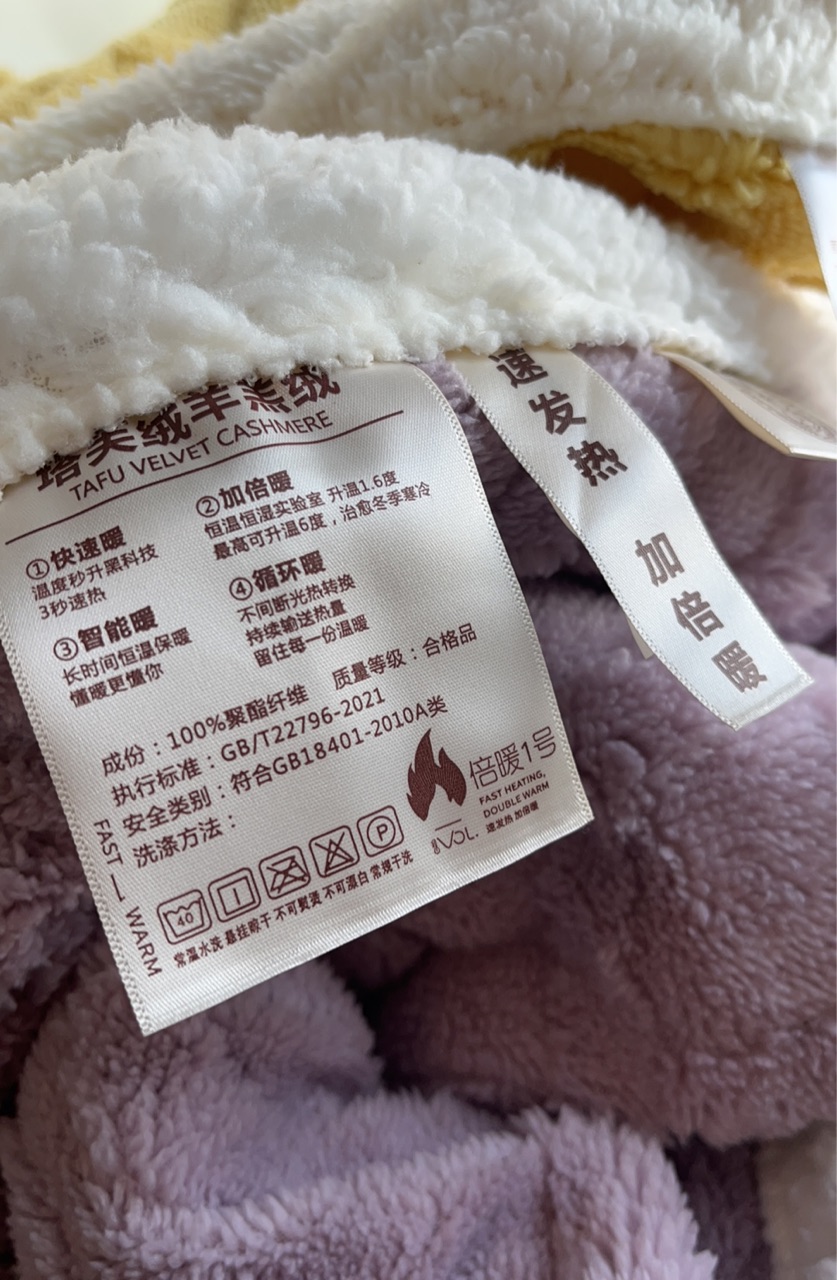 塔芙绒羊羔绒
TAFU VELVET CASHMERE
①快速暖
温度秒升黑科技
3秒速热
②加倍暖
恒温恒湿实验室 升温1.6度
最高可升温6度，治愈冬季寒冷
③智能暖
长时间恒温保暖
懂暖更懂你
④循环暖
不间断光热转换
持续输送热量
留住每一份温暖
成份：100%聚酯纤维 质量等级：合格品
执行标准：GB/T22796-2021
安全类别：符合GB18401-2010A类
洗涤方法：
40
P
常温水洗 悬挂晾干 不可熨烫 不可漂白 常规干洗
倍暖1号
FAST HEATING,
DOUBLE WARM
速发热 加倍暖
VOL.
FAST — WARM
速发热 加倍暖